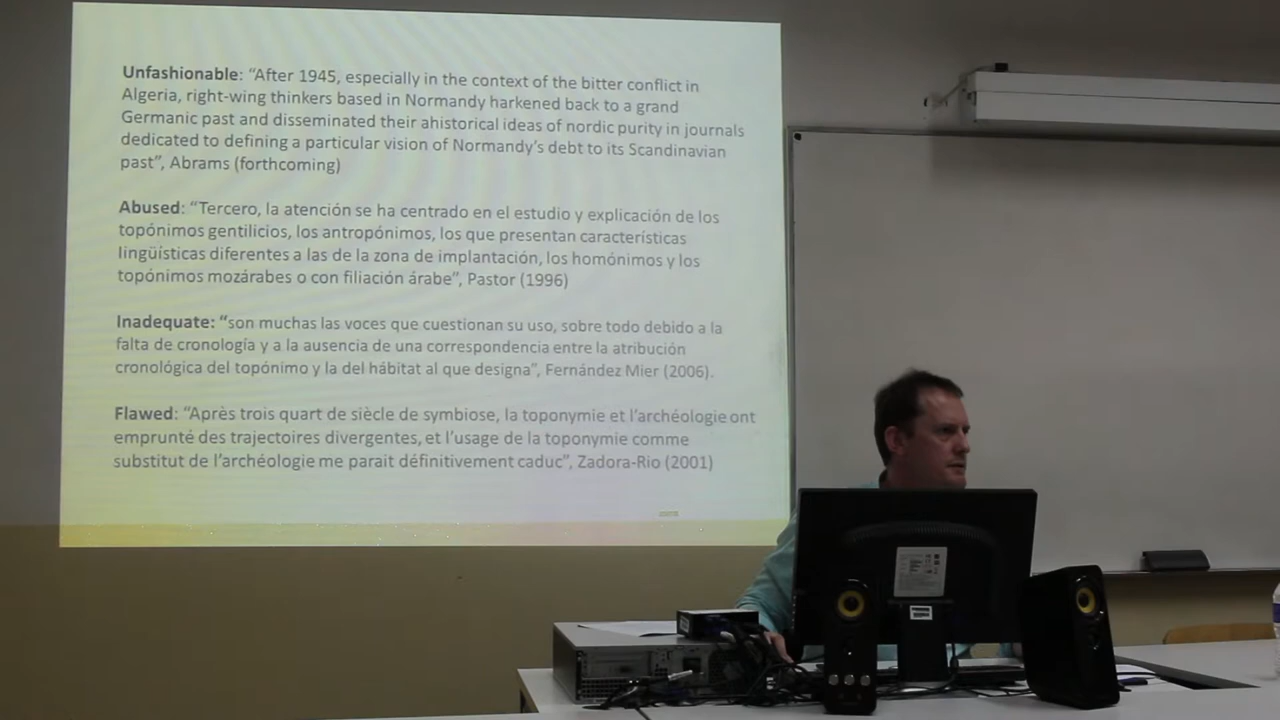 Unfashionable: “After 1945, especially in the context of the bitter conflict in
Algeria, right-wing thinkers based in Normandy harkened back to a grand
Germanic past and disseminated their ahistorical ideas of nordic purity in journals
dedicated to defining a particular vision of Normandy’s debt to its Scandinavian
past”, Abrams (forthcoming)
Abused: “Tercero, la atención se ha centrado en el estudio y explicación de los
topónimos gentilicios, los antropónimos, los que presentan características
lingüísticas diferentes a las de la zona de implantación, los homónimos y los
topónimos mozárabes o con filiación árabe”, Pastor (1996)
Inadequate: “son muchas las voces que cuestionan su uso, sobre todo debido a la
falta de cronología y a la ausencia de una correspondencia entre la atribución
cronológica del topónimo y la del hábitat al que designa”, Fernández Mier (2006).
Flawed: “Après trois quart de siècle de symbiose, la toponymie et l’archéologie ont
emprunté des trajectoires divergentes, et l’usage de la toponymie comme
substitut de l’archéologie me parait définitivement caduc”, Zadora-Rio (2001)